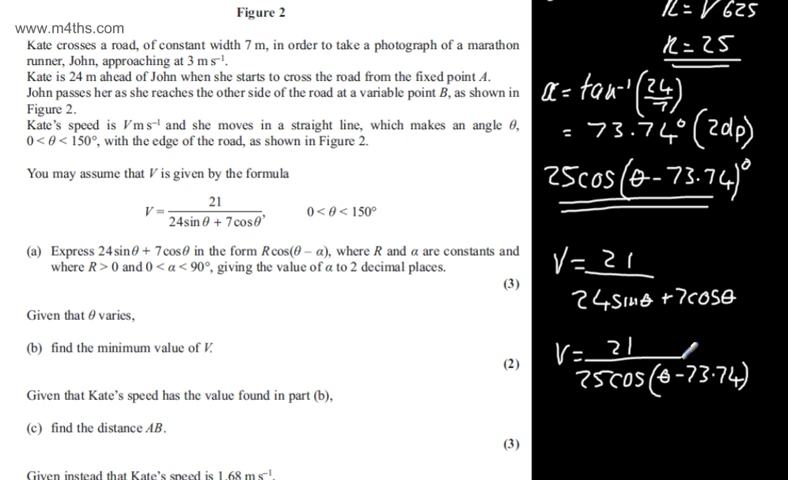 Figure 2
www.m4ths.com
Kate crosses a road, of constant width 7 m, in order to take a photograph of a marathon
runner, John, approaching at 3 m s⁻¹.
Kate is 24 m ahead of John when she starts to cross the road from the fixed point A.
John passes her as she reaches the other side of the road at a variable point B, as shown in
Figure 2.
Kate's speed is V m s⁻¹ and she moves in a straight line, which makes an angle θ,
0 < θ < 150°, with the edge of the road, as shown in Figure 2.
You may assume that V is given by the formula
V = 21 / (24 sin θ + 7 cos θ), 0 < θ < 150°
(a) Express 24 sin θ + 7 cos θ in the form R cos(θ − α), where R and α are constants and
where R > 0 and 0 < α < 90°, giving the value of α to 2 decimal places.
(3)
Given that θ varies,
(b) find the minimum value of V.
(2)
Given that Kate's speed has the value found in part (b),
(c) find the distance AB.
(3)
Given instead that Kate's speed is 1.68 m s⁻¹,
R = √625
R = 25
α = tan⁻¹(24/7)
= 73.74° (2dp)
25cos(θ − 73.74)°
V = 21 / 24sinθ + 7cosθ
V = 21 / 25cos(θ − 73.74)